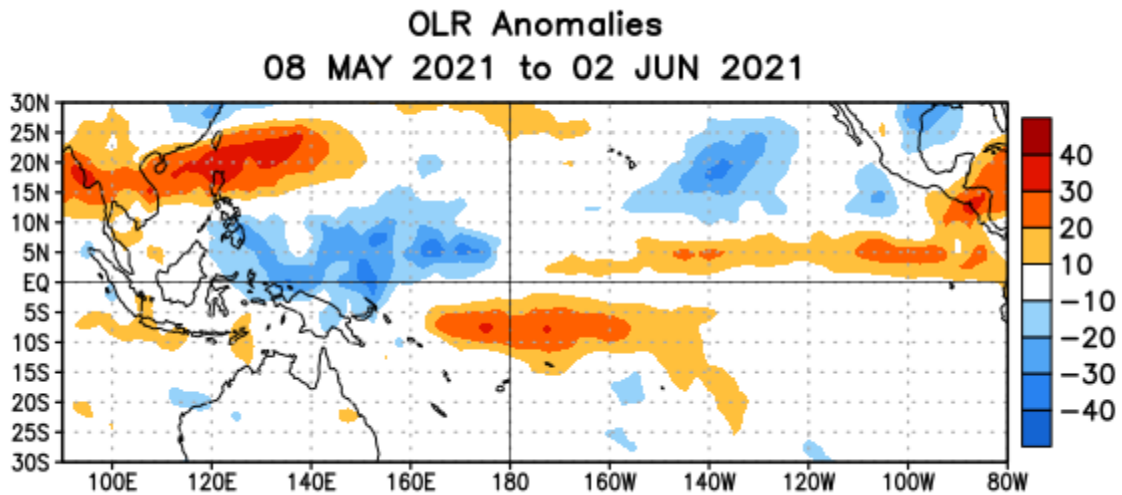 OLR Anomalies
08 MAY 2021 to 02 JUN 2021
30N
25N
20N
15N
10N
5N
EQ
5S
10S
15S
20S
25S
30S
100E 120E 140E 160E 180 160W 140W 120W 100W 80W
40
30
20
10
−10
−20
−30
−40